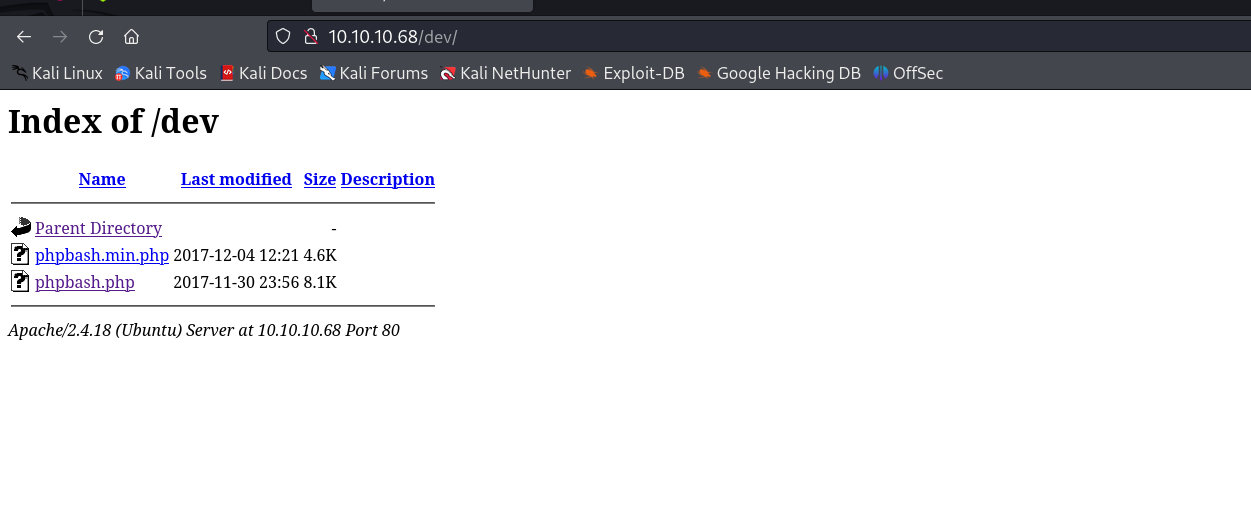 10.10.10.68/dev/
Kali Linux Kali Tools Kali Docs Kali Forums Kali NetHunter Exploit-DB Google Hacking DB OffSec
Index of /dev
Name Last modified Size Description
Parent Directory -
phpbash.min.php 2017-12-04 12:21 4.6K
phpbash.php 2017-11-30 23:56 8.1K
Apache/2.4.18 (Ubuntu) Server at 10.10.10.68 Port 80